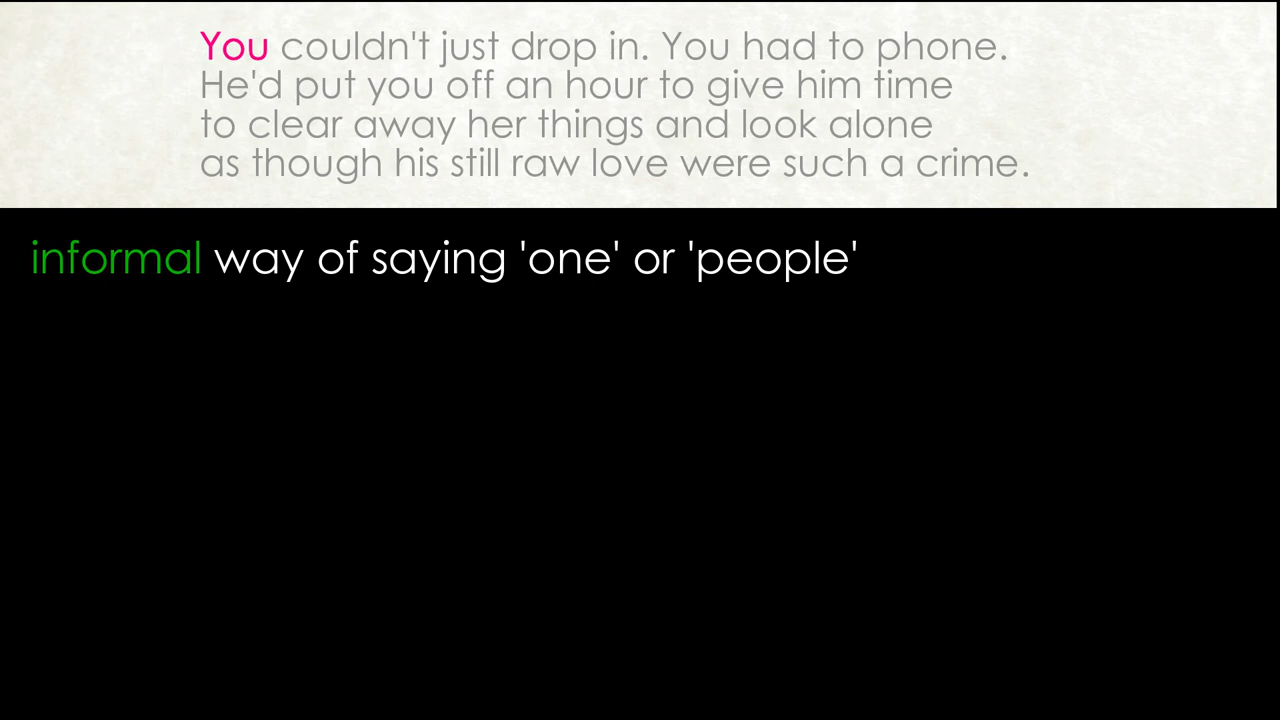 You couldn't just drop in. You had to phone.
He'd put you off an hour to give him time
to clear away her things and look alone
as though his still raw love were such a crime.
informal way of saying 'one' or 'people'